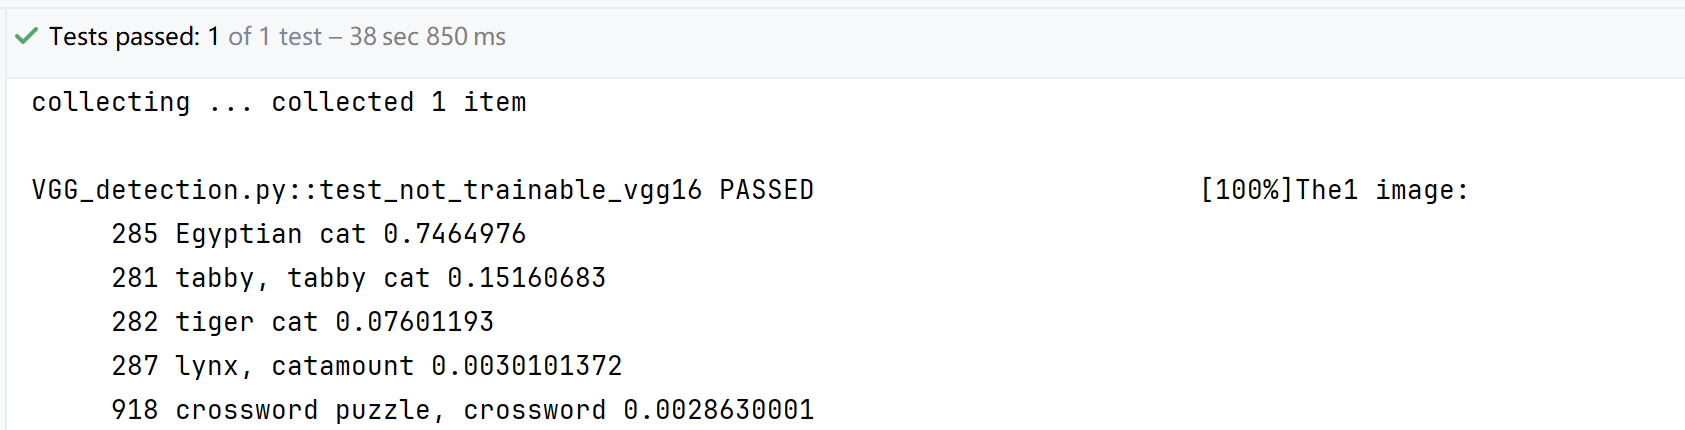 Tests passed: 1 of 1 test – 38 sec 850 ms
collecting ... collected 1 item
VGG_detection.py::test_not_trainable_vgg16 PASSED [100%]The1 image:
285 Egyptian cat 0.7464976
281 tabby, tabby cat 0.15160683
282 tiger cat 0.07601193
287 lynx, catamount 0.0030101372
918 crossword puzzle, crossword 0.0028630001